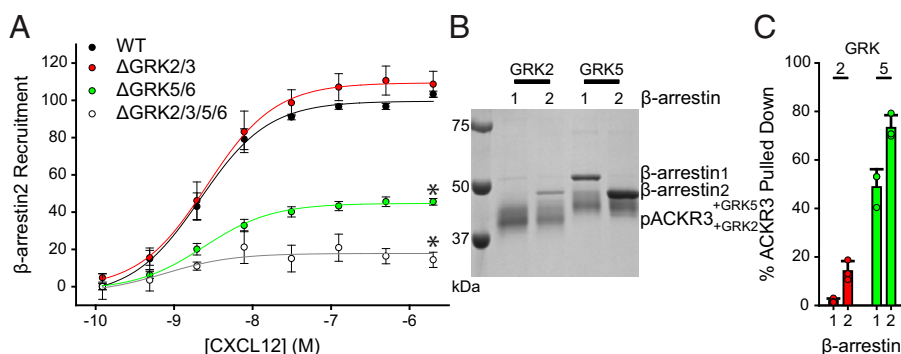 A
WT
ΔGRK2/3
ΔGRK5/6
ΔGRK2/3/5/6
120
100
80
60
40
20
0
β-arrestin2 Recruitment
*
*
-10 -9 -8 -7 -6
[CXCL12] (M)
B
GRK2 GRK5
1 2 1 2 β-arrestin
75
50
37
kDa
β-arrestin1
β-arrestin2
+GRK5
pACKR3
+GRK2
C
GRK
2 5
% ACKR3 Pulled Down
80
60
40
20
0
1 2 1 2
β-arrestin